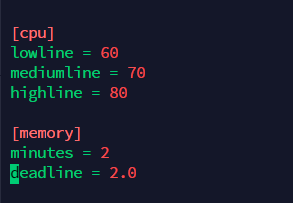 [cpu]
lowline = 60
mediumline = 70
highline = 80
[memory]
minutes = 2
deadline = 2.0